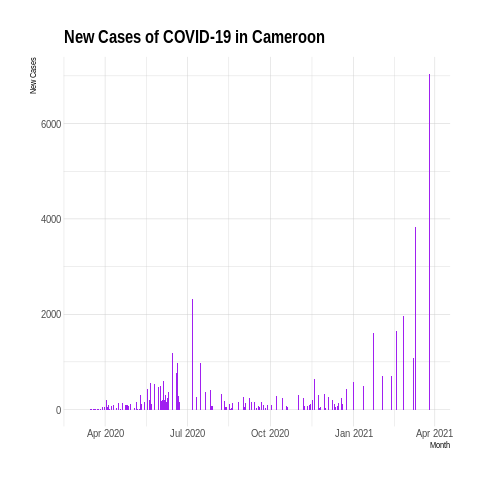 New Cases of COVID-19 in Cameroon
New Cases
6000
4000
2000
0
Apr 2020 Jul 2020 Oct 2020 Jan 2021 Apr 2021
Month